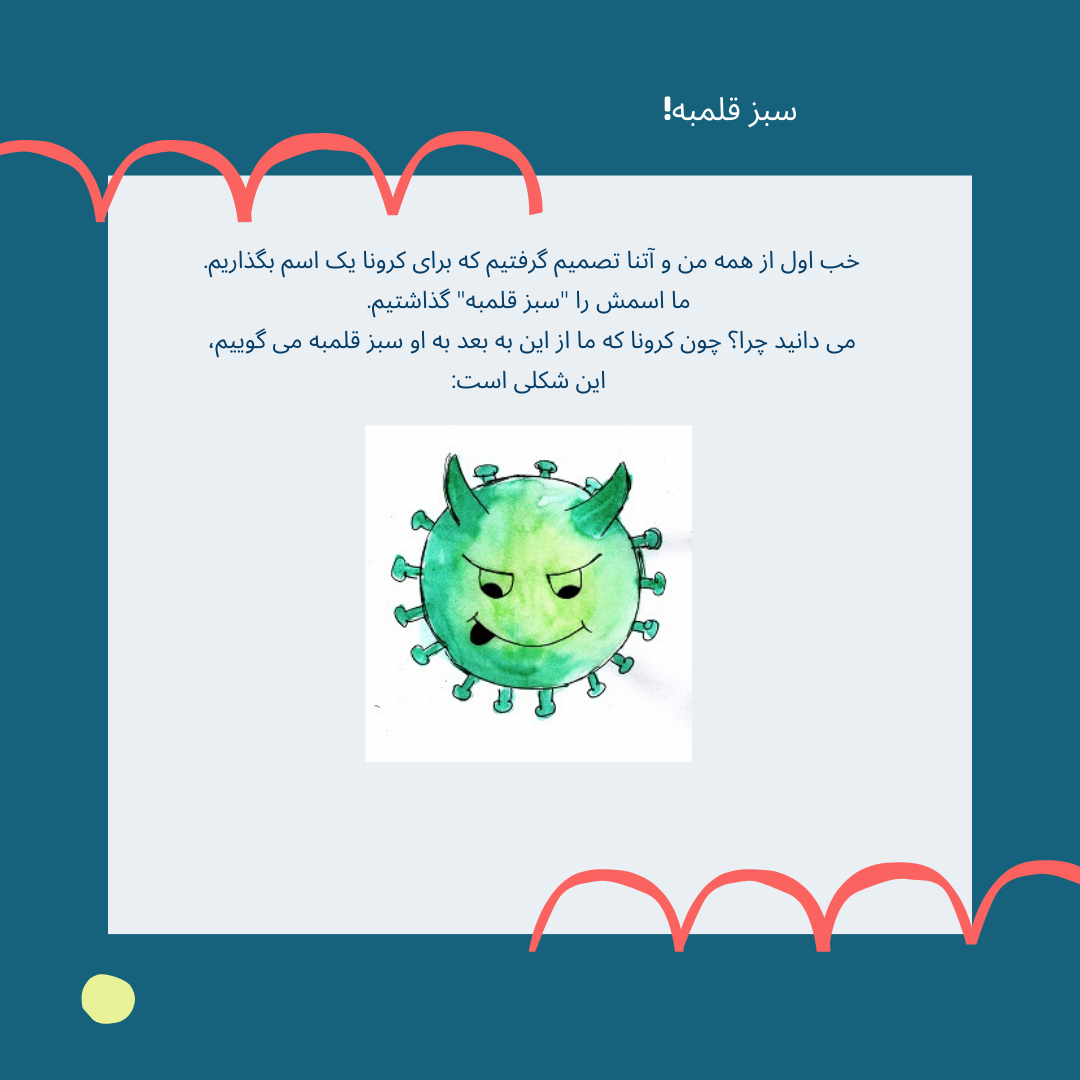 سبز قلمبه!
خب اول از همه من و آتنا تصمیم گرفتیم که برای کرونا یک اسم بگذاریم.
ما اسمش را "سبز قلمبه" گذاشتیم.
می دانید چرا؟ چون کرونا که ما از این به بعد به او سبز قلمبه می گوییم،
این شکلی است: